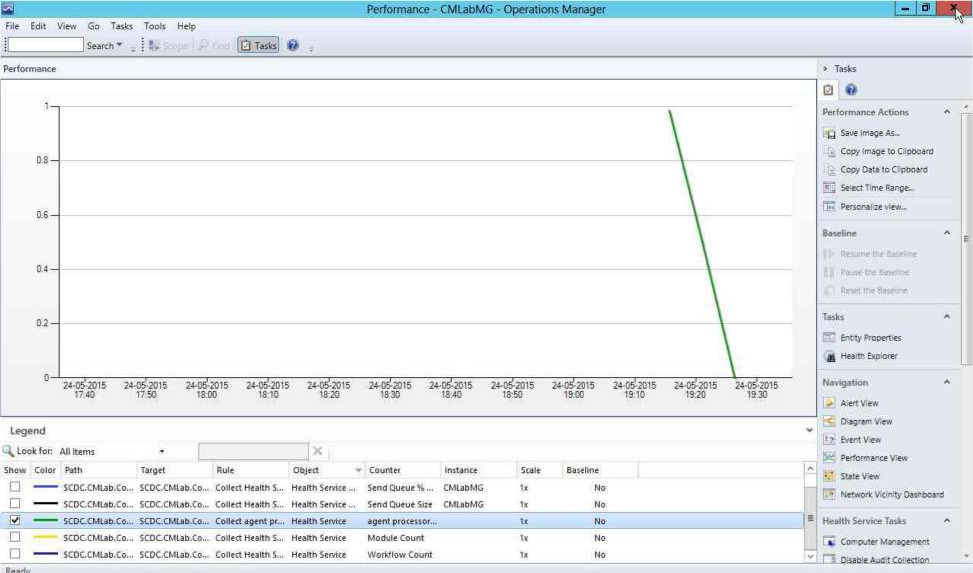 Performance - CMLabMG - Operations Manager
File Edit View Go Tasks Tools Help
Search Scope Find Tasks
Performance
1
0.8
0.6
0.4
0.2
0
24-05-2015 24-05-2015 24-05-2015 24-05-2015 24-05-2015 24-05-2015 24-05-2015 24-05-2015 24-05-2015 24-05-2015 24-05-2015 24-05-2015
17:40 17:50 18:00 18:10 18:20 18:30 18:40 18:50 19:00 19:10 19:20 19:30
Legend
Look for: All Items
Show Color Path Target Rule Object Counter Instance Scale Baseline
SCDC.CMLab.Co... SCDC.CMLab.Co... Collect Health S... Health Service ... Send Queue % ... CMLabMG 1x No
SCDC.CMLab.Co... SCDC.CMLab.Co... Collect Health S... Health Service ... Send Queue Size CMLabMG 1x No
SCDC.CMLab.Co... SCDC.CMLab.Co... Collect agent pr... Health Service agent processor... 1x No
SCDC.CMLab.Co... SCDC.CMLab.Co... Collect Health S... Health Service Module Count 1x No
SCDC.CMLab.Co... SCDC.CMLab.Co... Collect Health S... Health Service Workflow Count 1x No
Ready
Tasks
Performance Actions
Save Image As...
Copy Image to Clipboard
Copy Data to Clipboard
Select Time Range...
Personalize view...
Baseline
Resume the Baseline
Pause the Baseline
Reset the Baseline
Tasks
Entity Properties
Health Explorer
Navigation
Alert View
Diagram View
Event View
Performance View
State View
Network Vicinity Dashboard
Health Service Tasks
Computer Management
Disable Audit Collection